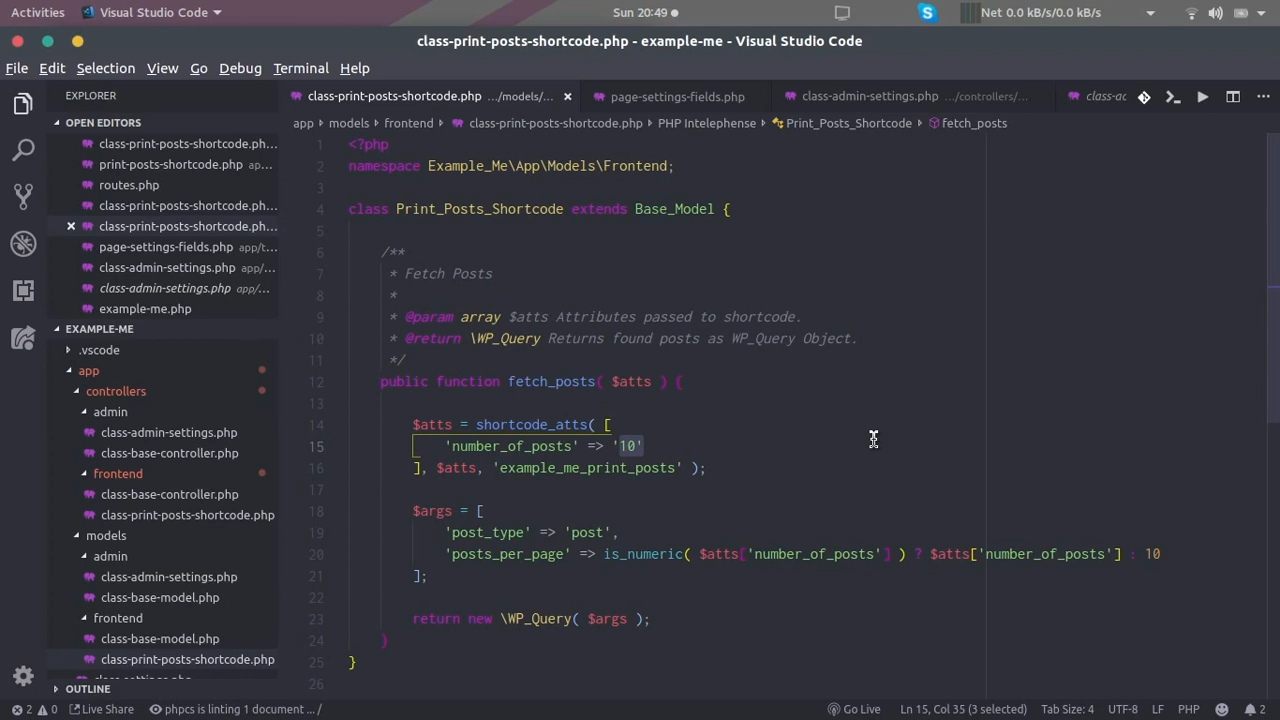 Activities Visual Studio Code Sun 20:49 Net 0.0 kB/s/0.0 kB/s
class-print-posts-shortcode.php - example-me - Visual Studio Code
File Edit Selection View Go Debug Terminal Help
EXPLORER
OPEN EDITORS
class-print-posts-shortcode.ph...
print-posts-shortcode.php app...
routes.php
class-print-posts-shortcode.ph...
class-print-posts-shortcode.ph...
page-settings-fields.php app/t...
class-admin-settings.php app/...
class-admin-settings.php app/...
example-me.php
EXAMPLE-ME
.vscode
app
controllers
admin
class-admin-settings.php
class-base-controller.php
frontend
class-base-controller.php
class-print-posts-shortcode.php
models
admin
class-admin-settings.php
class-base-model.php
frontend
class-base-model.php
class-print-posts-shortcode.php
class-settings.php
OUTLINE
class-print-posts-shortcode.php .../models/... page-settings-fields.php class-admin-settings.php .../controllers/... class-ac
app models frontend class-print-posts-shortcode.php PHP Intelephense Print_Posts_Shortcode fetch_posts
1 <?php
2 namespace Example_Me\App\Models\Frontend;
3
4 class Print_Posts_Shortcode extends Base_Model {
5
6 /**
7 * Fetch Posts
8 *
9 * @param array $atts Attributes passed to shortcode.
10 * @return \WP_Query Returns found posts as WP_Query Object.
11 */
12 public function fetch_posts( $atts ) {
13
14 $atts = shortcode_atts( [
15 'number_of_posts' => '10'
16 ], $atts, 'example_me_print_posts' );
17
18 $args = [
19 'post_type' => 'post',
20 'posts_per_page' => is_numeric( $atts['number_of_posts'] ) ? $atts['number_of_posts'] : 10
21 ];
22
23 return new \WP_Query( $args );
24 }
25 }
26
2 0 Live Share phpcs is linting 1 document ... / Go Live Ln 15, Col 35 (3 selected) Tab Size: 4 UTF-8 LF PHP 2